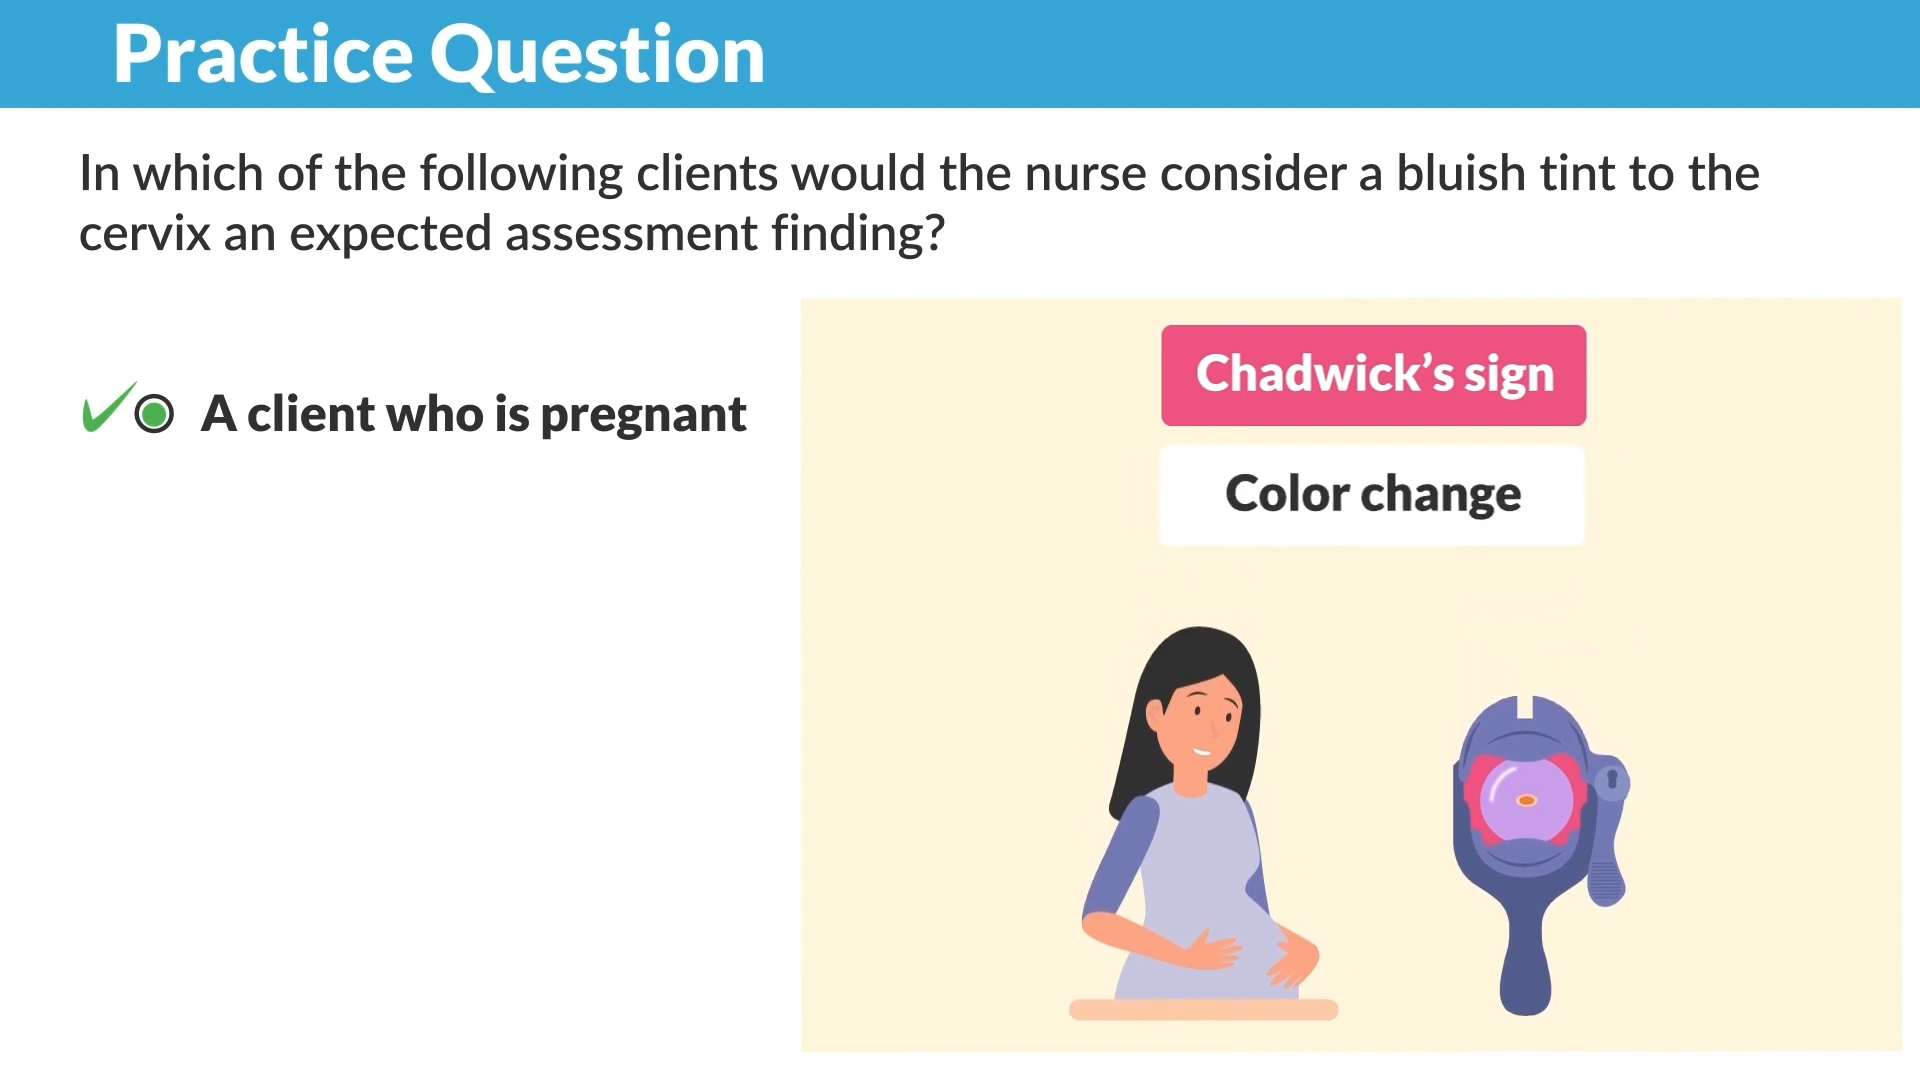 Practice Question
In which of the following clients would the nurse consider a bluish tint to the
cervix an expected assessment finding?
A client who is pregnant
Chadwick’s sign
Color change